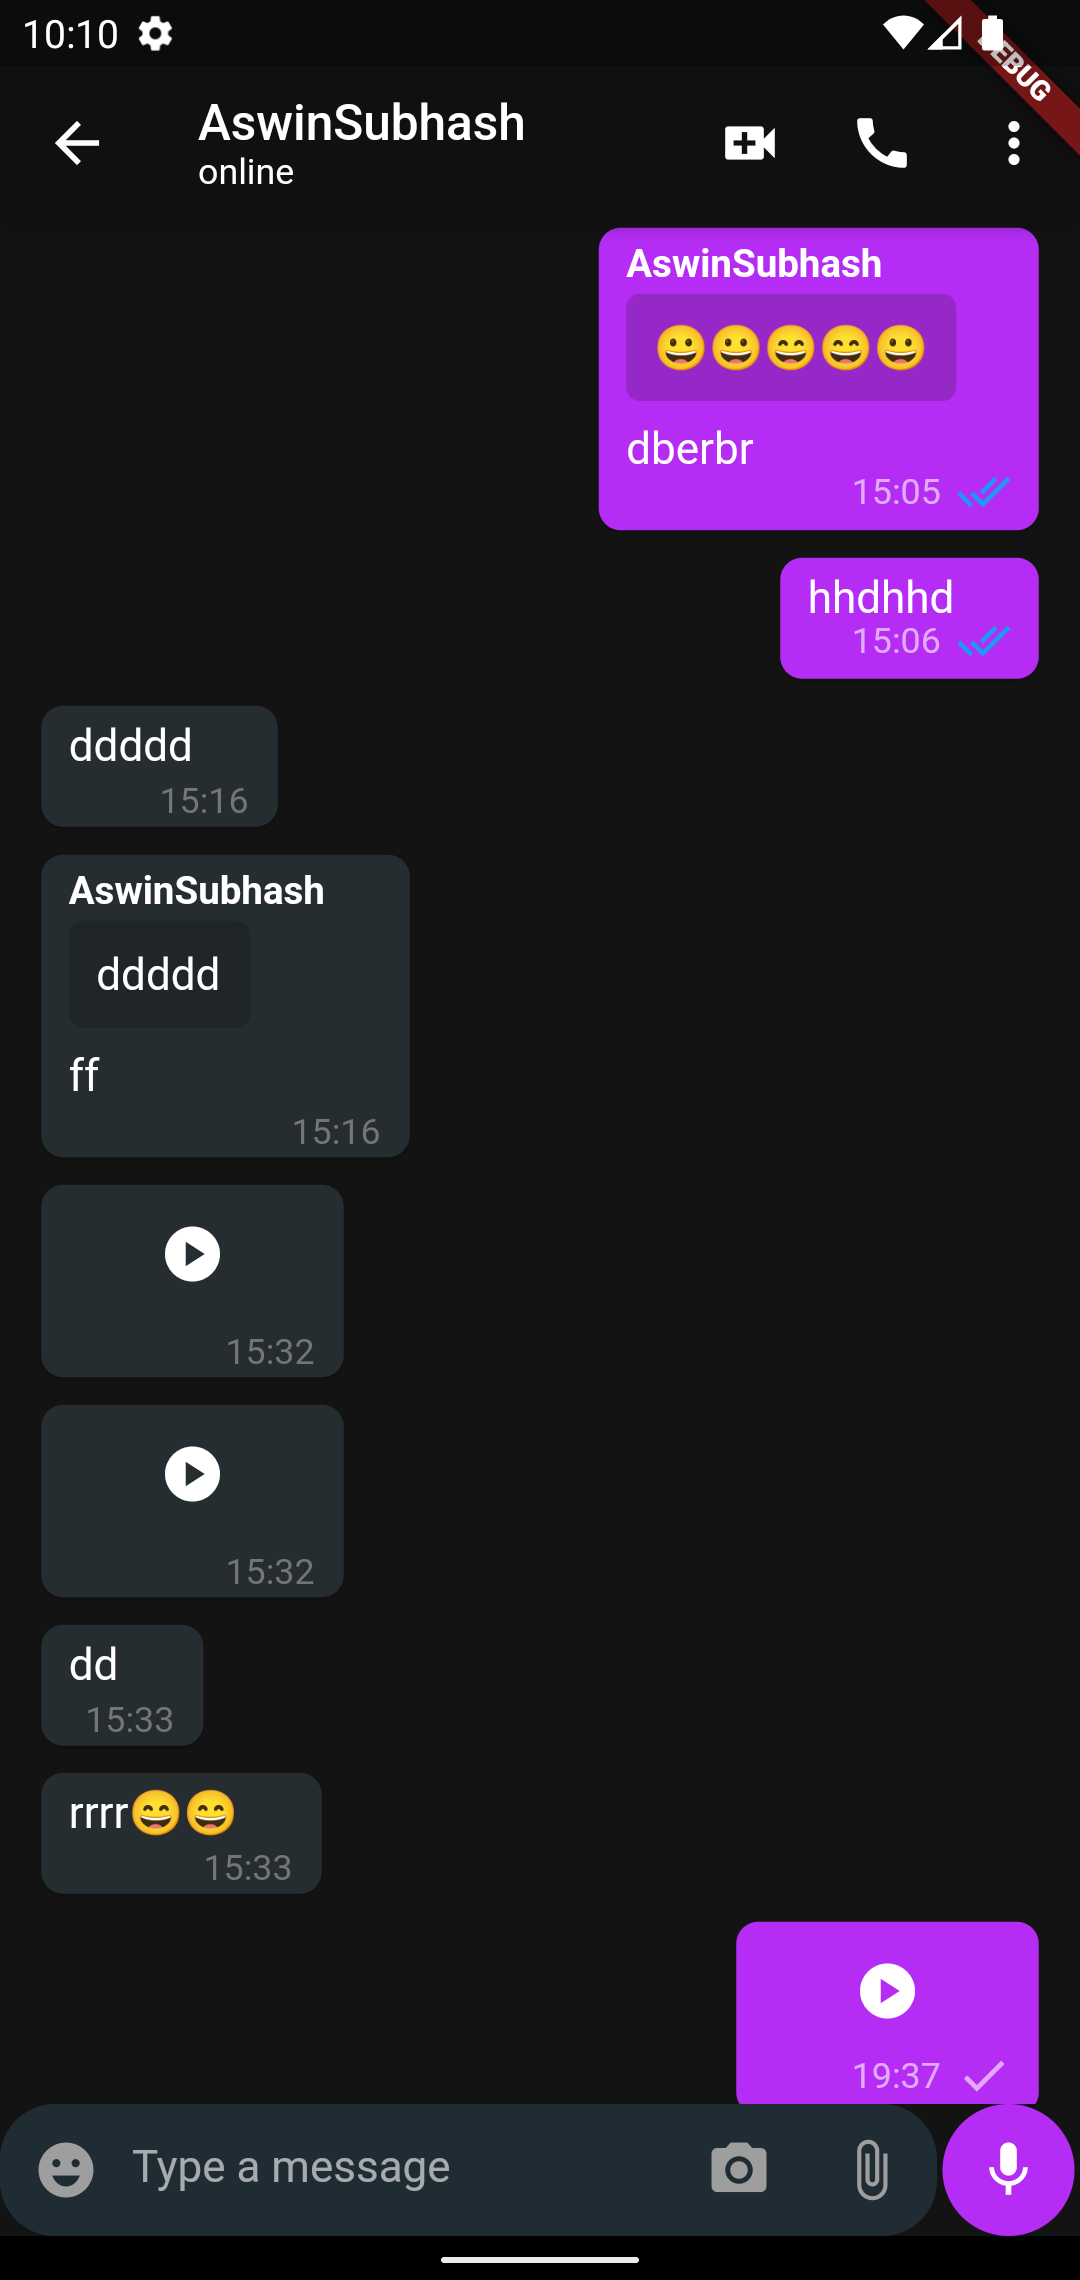 10:10
DEBUG
AswinSubhash
online
AswinSubhash
😀😀😄😄😀
dberbr
15:05
hhdhhd
15:06
ddddd
15:16
AswinSubhash
ddddd
ff
15:16
15:32
15:32
dd
15:33
rrrr😄😄
15:33
19:37
Type a message